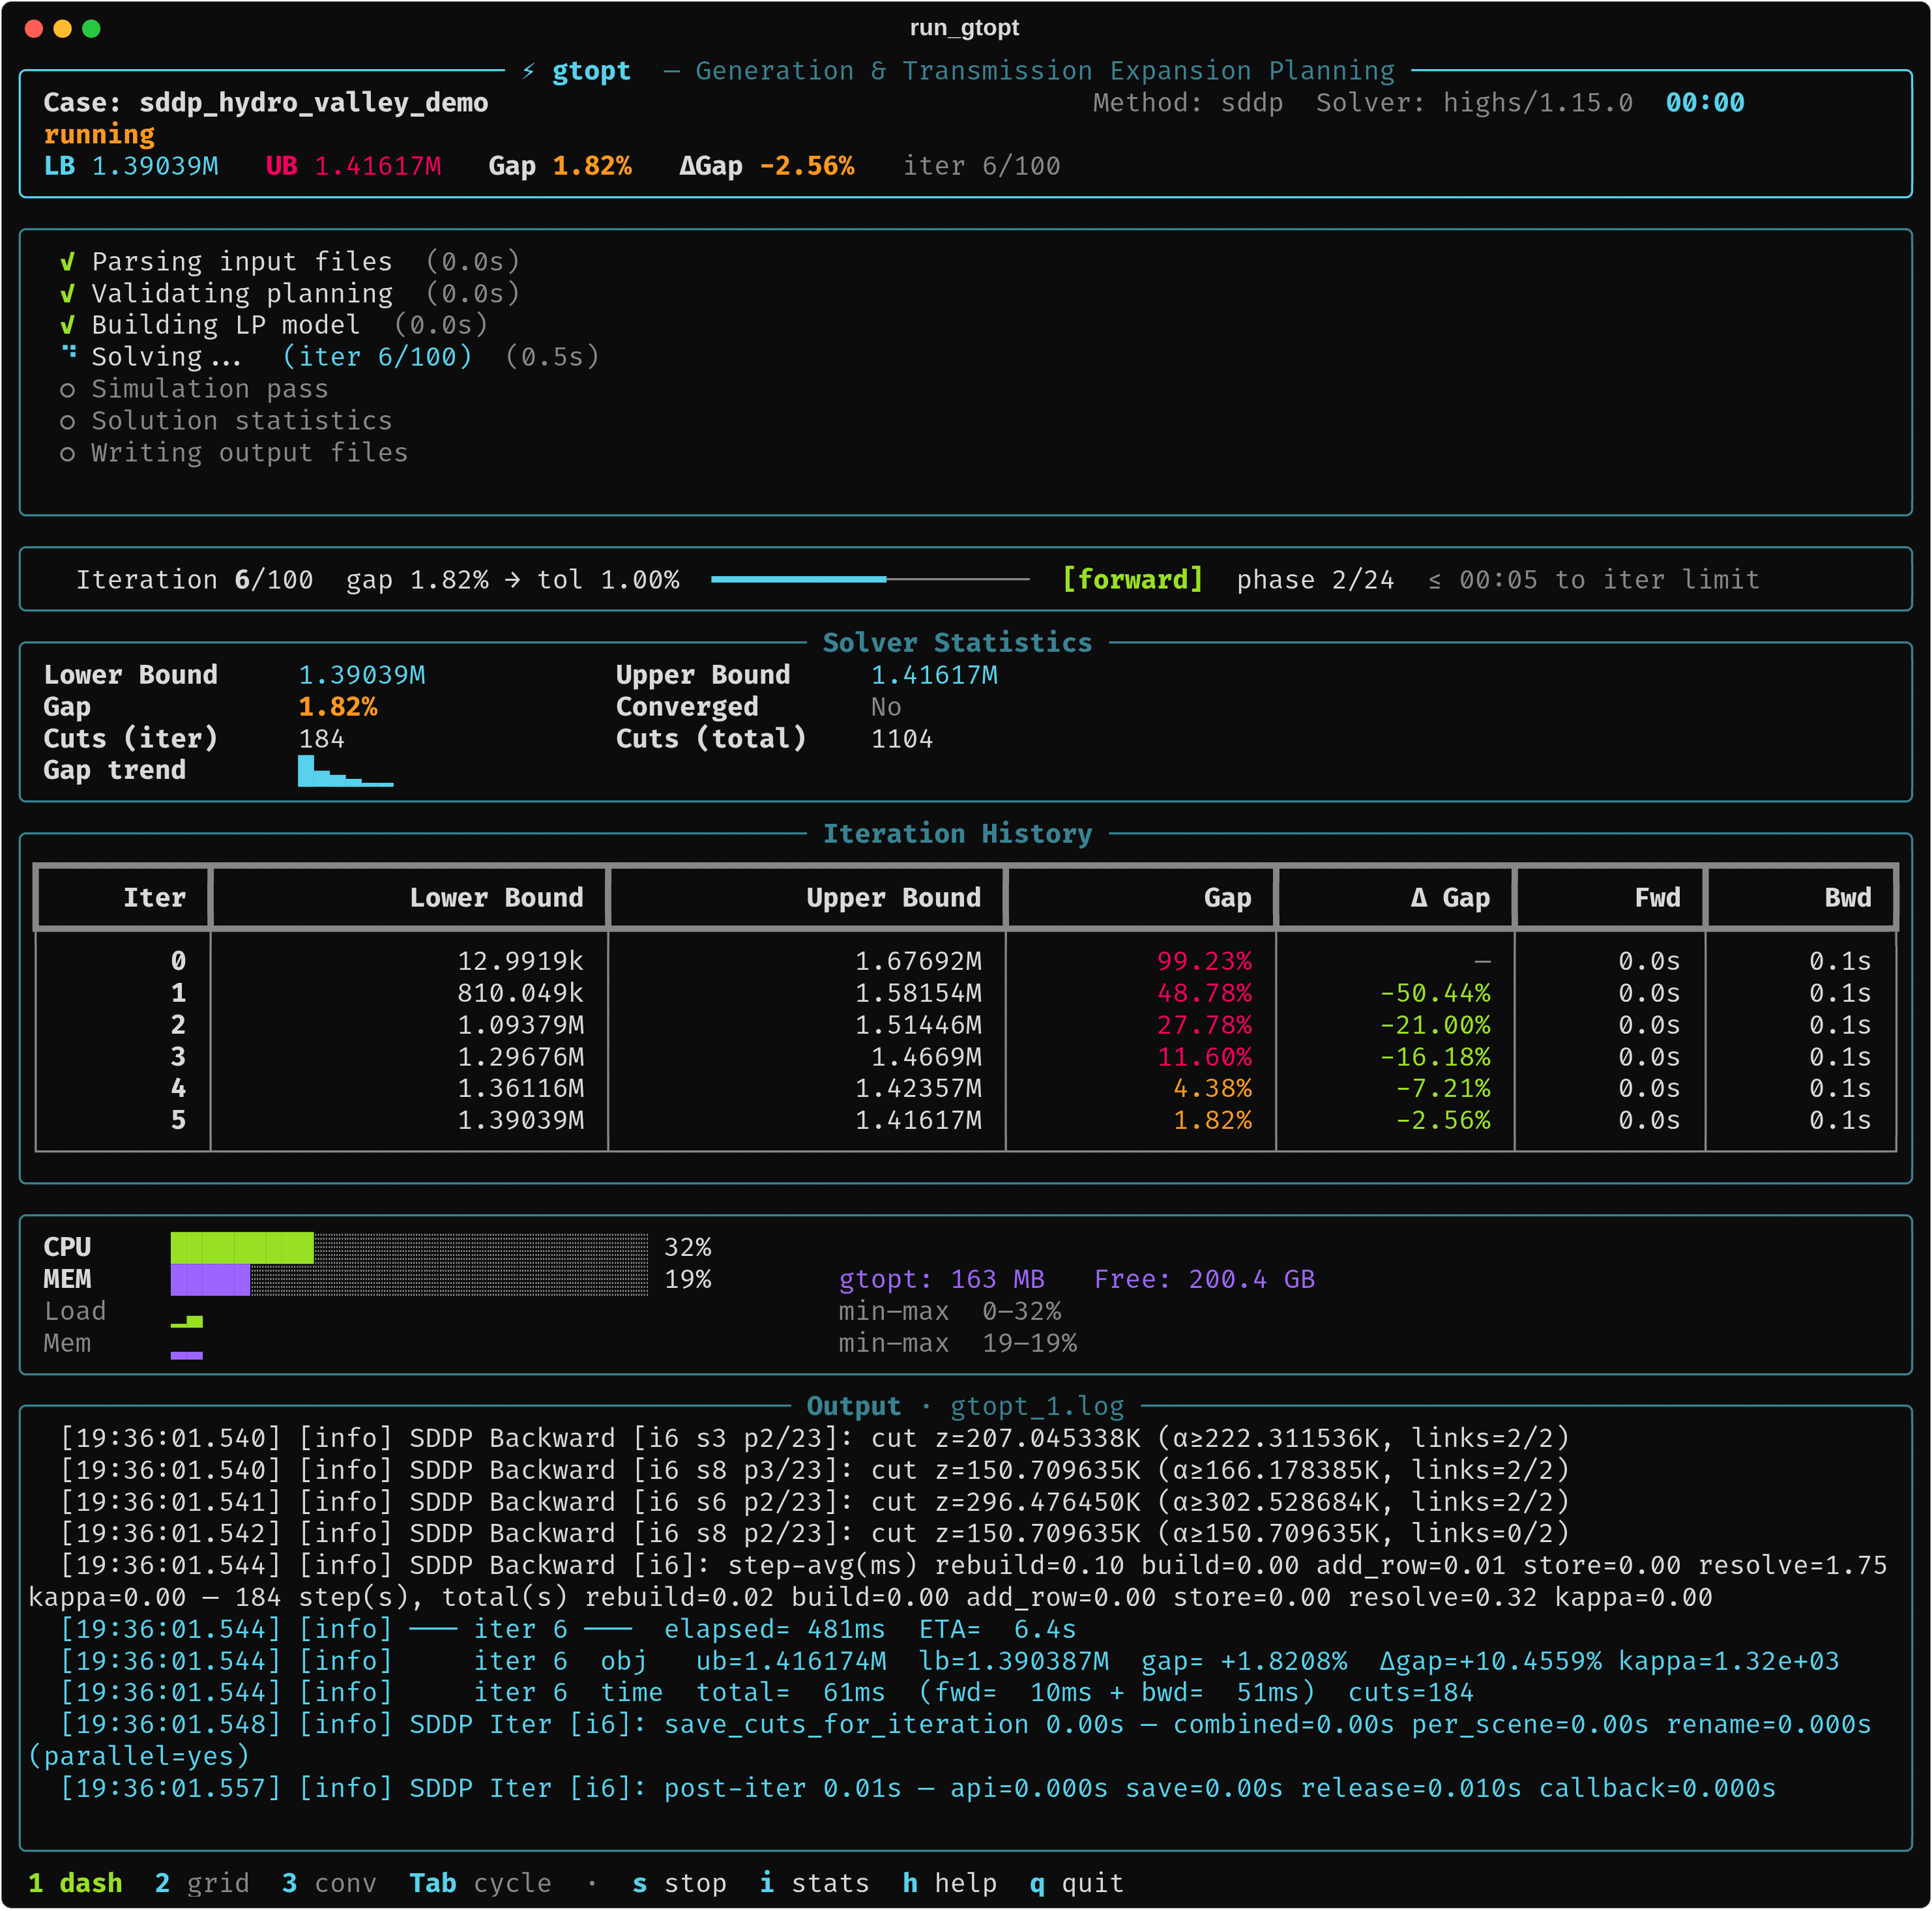 run_gtopt
⚡ gtopt — Generation & Transmission Expansion Planning
Case: sddp_hydro_valley_demo Method: sddp Solver: highs/1.15.0 00:00
running
LB 1.39039M UB 1.41617M Gap 1.82% ΔGap -2.56% iter 6/100
√ Parsing input files (0.0s)
√ Validating planning (0.0s)
√ Building LP model (0.0s)
⠙ Solving... (iter 6/100) (0.5s)
○ Simulation pass
○ Solution statistics
○ Writing output files
Iteration 6/100 gap 1.82% → tol 1.00% [forward] phase 2/24 ≤ 00:05 to iter limit
Solver Statistics
Lower Bound 1.39039M Upper Bound 1.41617M
Gap 1.82% Converged No
Cuts (iter) 184 Cuts (total) 1104
Gap trend
Iteration History
Iter Lower Bound Upper Bound Gap Δ Gap Fwd Bwd
0 12.9919k 1.67692M 99.23% — 0.0s 0.1s
1 810.049k 1.58154M 48.78% -50.44% 0.0s 0.1s
2 1.09379M 1.51446M 27.78% -21.00% 0.0s 0.1s
3 1.29676M 1.4669M 11.60% -16.18% 0.0s 0.1s
4 1.36116M 1.42357M 4.38% -7.21% 0.0s 0.1s
5 1.39039M 1.41617M 1.82% -2.56% 0.0s 0.1s
CPU 32%
MEM 19% gtopt: 163 MB Free: 200.4 GB
Load min–max 0–32%
Mem min–max 19–19%
Output · gtopt_1.log
[19:36:01.540] [info] SDDP Backward [i6 s3 p2/23]: cut z=207.045338K (α≥222.311536K, links=2/2)
[19:36:01.540] [info] SDDP Backward [i6 s8 p3/23]: cut z=150.709635K (α≥166.178385K, links=2/2)
[19:36:01.541] [info] SDDP Backward [i6 s6 p2/23]: cut z=296.476450K (α≥302.528684K, links=2/2)
[19:36:01.542] [info] SDDP Backward [i6 s8 p2/23]: cut z=150.709635K (α≥150.709635K, links=0/2)
[19:36:01.544] [info] SDDP Backward [i6]: step-avg(ms) rebuild=0.10 build=0.00 add_row=0.01 store=0.00 resolve=1.75
kappa=0.00 — 184 step(s), total(s) rebuild=0.02 build=0.00 add_row=0.00 store=0.00 resolve=0.32 kappa=0.00
[19:36:01.544] [info] ─── iter 6 ─── elapsed= 481ms ETA= 6.4s
[19:36:01.544] [info] iter 6 obj ub=1.416174M lb=1.390387M gap= +1.8208% Δgap=+10.4559% kappa=1.32e+03
[19:36:01.544] [info] iter 6 time total= 61ms (fwd= 10ms + bwd= 51ms) cuts=184
[19:36:01.548] [info] SDDP Iter [i6]: save_cuts_for_iteration 0.00s — combined=0.00s per_scene=0.00s rename=0.000s
(parallel=yes)
[19:36:01.557] [info] SDDP Iter [i6]: post-iter 0.01s — api=0.000s save=0.00s release=0.010s callback=0.000s
1 dash 2 grid 3 conv Tab cycle · s stop i stats h help q quit